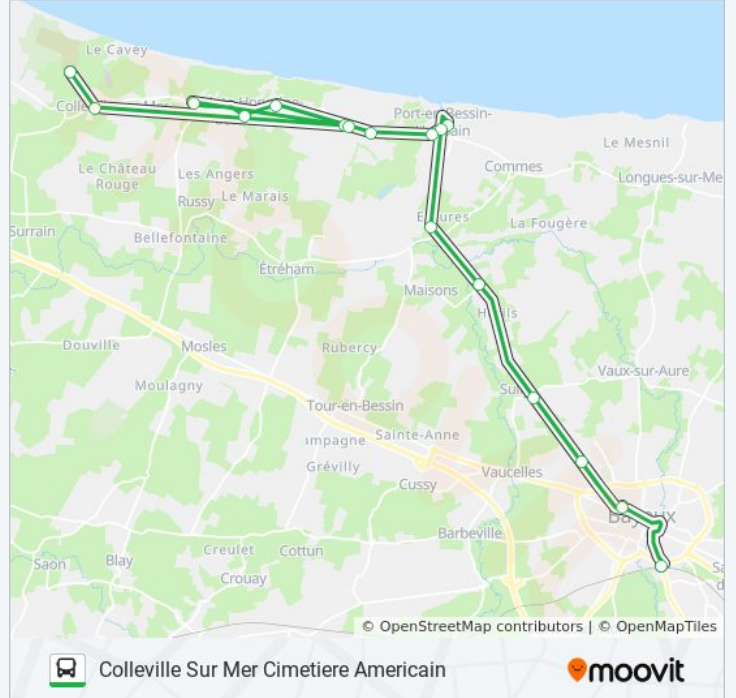 Le Cavey
Port-en-Bessin-
Le Mesnil
Le Château
Rouge
Les Angers
Commes
Longues-sur-Me
Russy
Le Marais
Surrain
Bellefontaine
La Fougère
Étréham
Maisons
Douville
Mosles
Rubercy
Vaux-sur-Aure
Moulagny
Tour-en-Bessin
ımpagne
Sainte-Anne
Grévilly
Vaucelles
Cussy
Bayeux
Barbeville
Creulet
Cottun
Saon
Blay
Crouay
© OpenStreetMap contributors | © OpenMapTiles
Colleville Sur Mer Cimetiere Americain
moovit